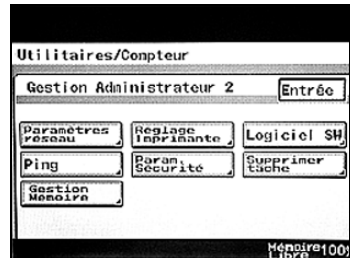 Utilitaires/Compteur
Gestion Administrateur 2
Entrée
Paramètres
réseau
Réglage
Imprimante
Logiciel SW
Ping
Param.
Sécurité
Supprimer
tâche
Gestion
Mémoire
Mémoire
Libre 100%